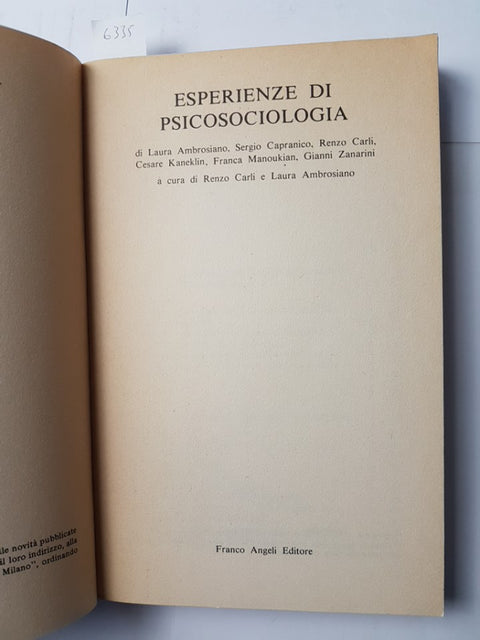 6335
ESPERIENZE DI
PSICOSOCIOLOGIA
di Laura Ambrosiano, Sergio Capranico, Renzo Carli,
Cesare Kaneklin, Franca Manoukian, Gianni Zanarini
a cura di Renzo Carli e Laura Ambrosiano
Franco Angeli Editore
novità pubblicate
il loro indirizzo, alla
Milano", ordinando